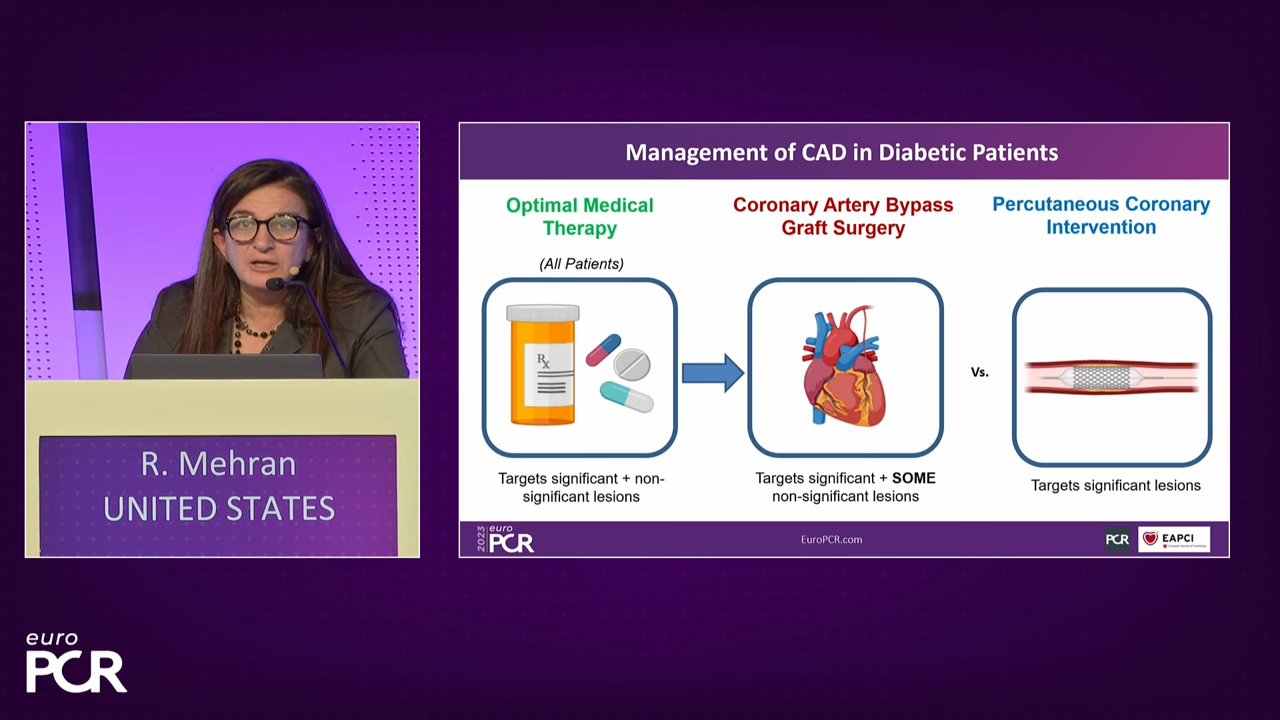 R. Mehran
UNITED STATES
euro
PCR
Management of CAD in Diabetic Patients
Optimal Medical
Therapy
(All Patients)
Rx
Targets significant + non-
significant lesions
Coronary Artery Bypass
Graft Surgery
Targets significant + SOME
non-significant lesions
Vs.
Percutaneous Coronary
Intervention
Targets significant lesions
2023
euro
PCR
EuroPCR.com
PCR
EAPCI